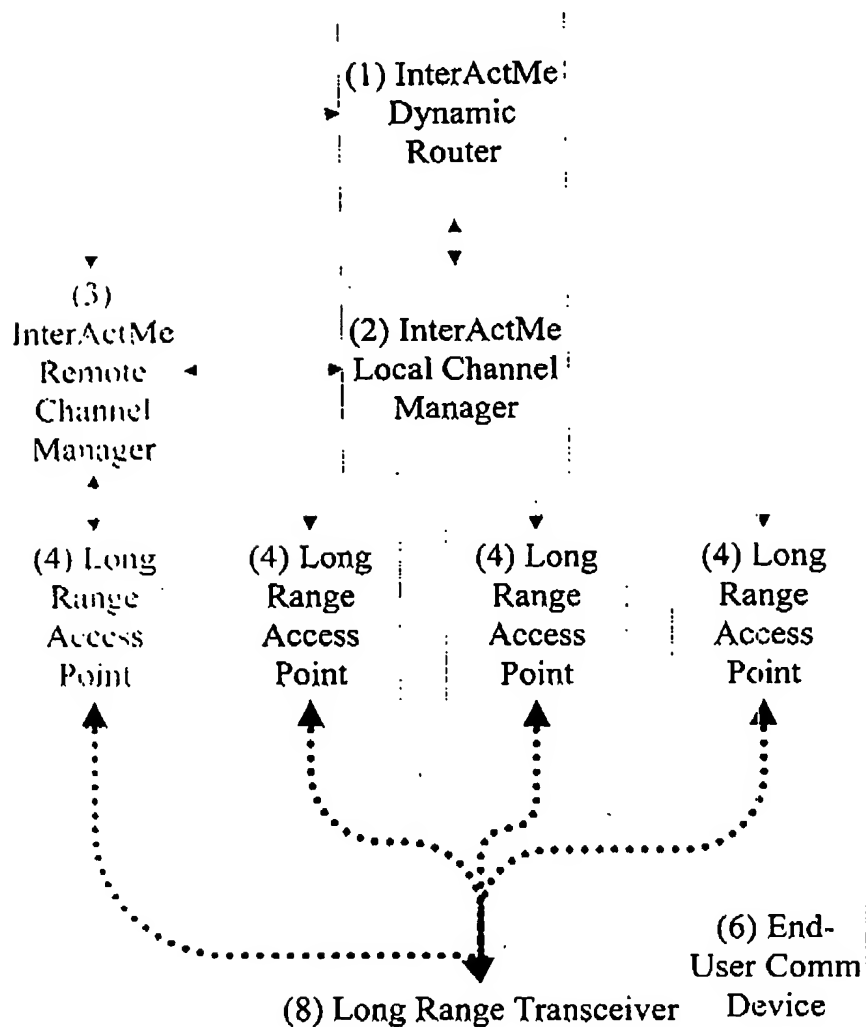 (1) InterActMe
Dynamic
Router
(3)
InterActMe
Remote
Channel
Manager
(2) InterActMe
Local Channel
Manager
(4) Long
Range
Access
Point
(4) Long
Range
Access
Point
(4) Long
Range
Access
Point
(4) Long
Range
Access
Point
(6) End-
User Comm
Device
(8) Long Range Transceiver